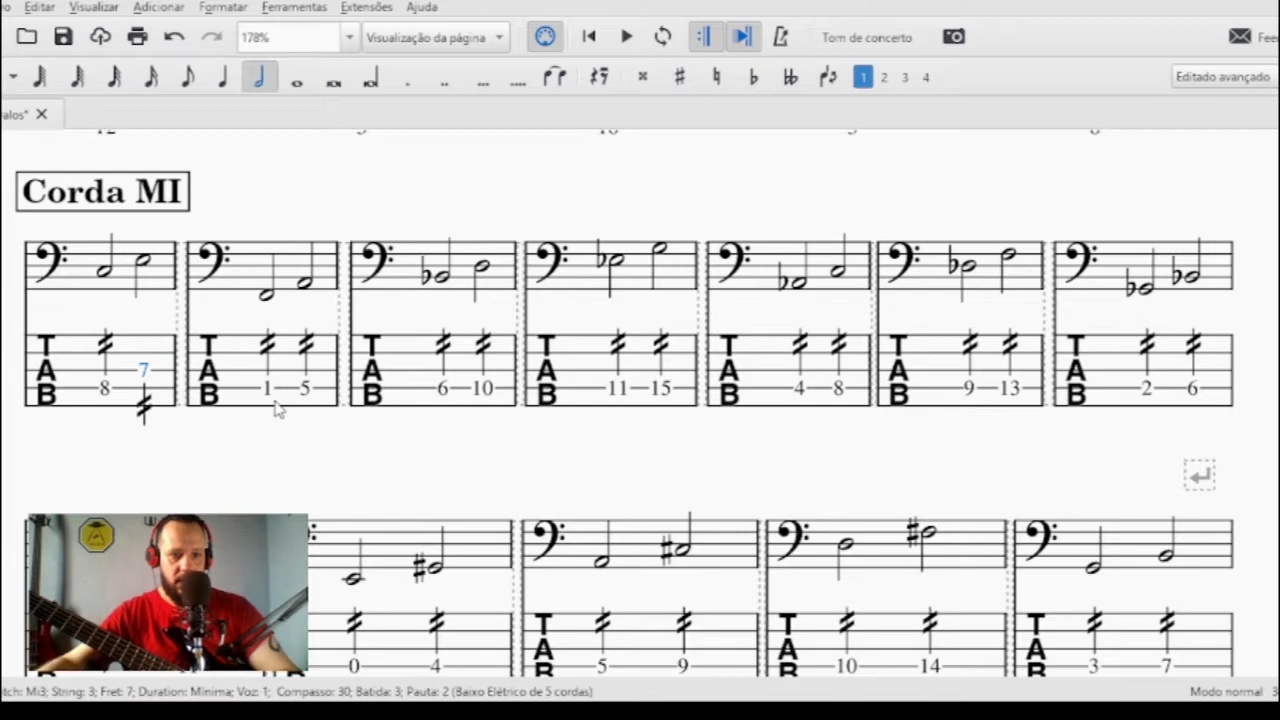 Editar Visualizar Adicionar Formatar Ferramentas Extensões Ajuda
178% Visualização da página Tom de concerto
1 2 3 4 Editado avançado
alos*
Corda MI
T T T T T T T
A 7 A A A A A A
B 8 B 1 5 B 6 10 B 11 15 B 4 8 B 9 13 B 2 6
T T T
A A A
0 4 B 5 9 B 10 14 B 3 7
Mi3; String: 3; Fret: 7; Duration: Mínima; Voz: 1; Compasso: 30; Batida: 3; Pauta: 2 (Baixo Elétrico de 5 cordas) Modo normal